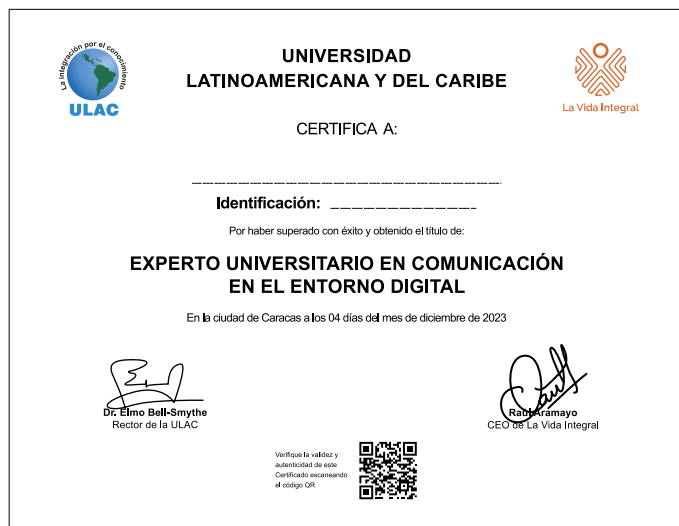 La integración por el conocimiento
ULAC
UNIVERSIDAD
LATINOAMERICANA Y DEL CARIBE
La Vida Integral
CERTIFICA A:
Identificación:
Por haber superado con éxito y obtenido el título de:
EXPERTO UNIVERSITARIO EN COMUNICACIÓN
EN EL ENTORNO DIGITAL
En la ciudad de Caracas a los 04 días del mes de diciembre de 2023
Dr. Elmo Bell-Smythe
Rector de la ULAC
Raúl Aramayo
CEO de La Vida Integral
Verifique la validez y
autenticidad de este
Certificado escaneando
el código QR